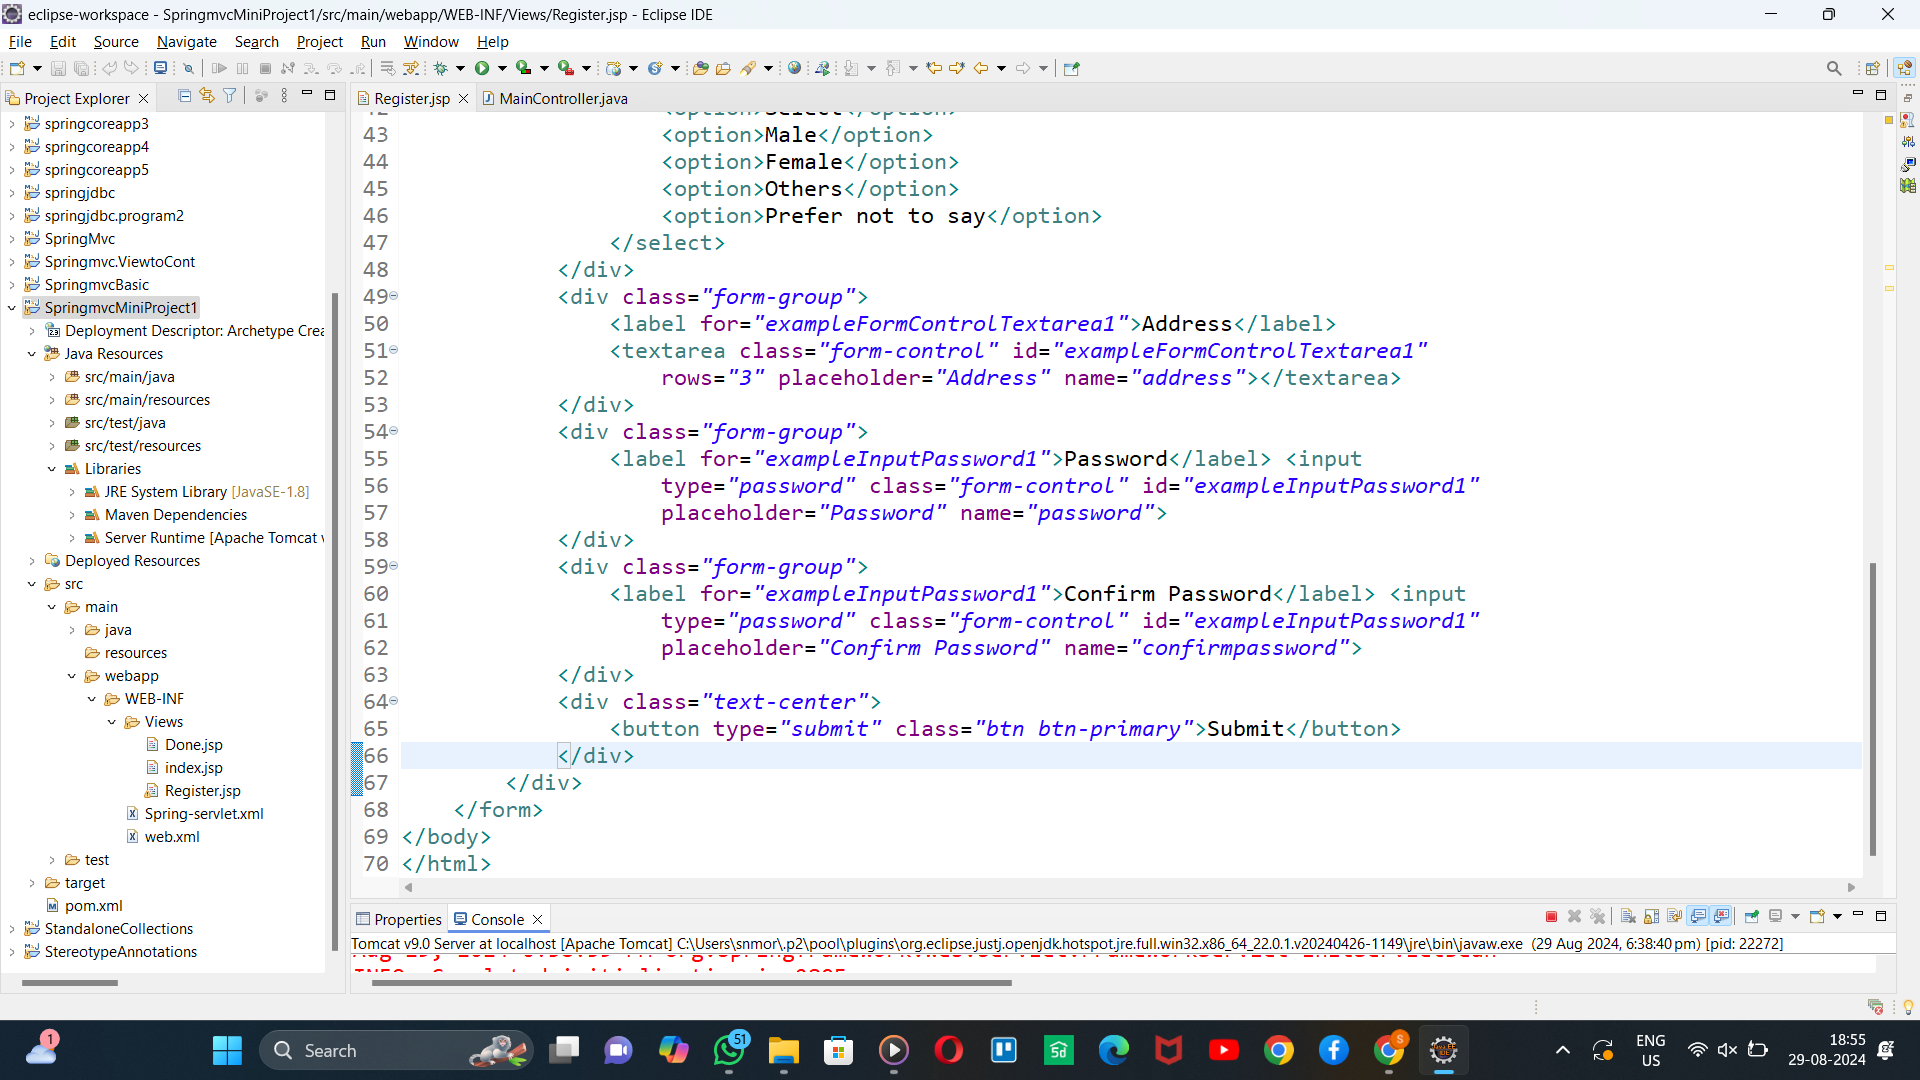 eclipse-workspace - SpringmvcMiniProject1/src/main/webapp/WEB-INF/Views/Register.jsp - Eclipse IDE
File Edit Source Navigate Search Project Run Window Help
Project Explorer
springcoreapp3
springcoreapp4
springcoreapp5
springjdbc
springjdbc.program2
SpringMvc
Springmvc.ViewtoCont
SpringmvcBasic
SpringmvcMiniProject1
Deployment Descriptor: Archetype Crea
Java Resources
src/main/java
src/main/resources
src/test/java
src/test/resources
Libraries
JRE System Library [JavaSE-1.8]
Maven Dependencies
Server Runtime [Apache Tomcat v
Deployed Resources
src
main
java
resources
webapp
WEB-INF
Views
Done.jsp
index.jsp
Register.jsp
Spring-servlet.xml
web.xml
test
target
pom.xml
StandaloneCollections
StereotypeAnnotations
Register.jsp MainController.java
42 <option>Select</option>
43 <option>Male</option>
44 <option>Female</option>
45 <option>Others</option>
46 <option>Prefer not to say</option>
47 </select>
48 </div>
49 <div class="form-group">
50 <label for="exampleFormControlTextarea1">Address</label>
51 <textarea class="form-control" id="exampleFormControlTextarea1"
52 rows="3" placeholder="Address" name="address"></textarea>
53 </div>
54 <div class="form-group">
55 <label for="exampleInputPassword1">Password</label> <input
56 type="password" class="form-control" id="exampleInputPassword1"
57 placeholder="Password" name="password">
58 </div>
59 <div class="form-group">
60 <label for="exampleInputPassword1">Confirm Password</label> <input
61 type="password" class="form-control" id="exampleInputPassword1"
62 placeholder="Confirm Password" name="confirmpassword">
63 </div>
64 <div class="text-center">
65 <button type="submit" class="btn btn-primary">Submit</button>
66 </div>
67 </div>
68 </form>
69 </body>
70 </html>
Properties Console
Tomcat v9.0 Server at localhost [Apache Tomcat] C:\Users\snmor\.p2\pool\plugins\org.eclipse.justj.openjdk.hotspot.jre.full.win32.x86_64_22.0.1.v20240426-1149\jre\bin\javaw.exe (29 Aug 2024, 6:38:40 pm) [pid: 22272]
1
Search
51
ENG
US
18:55
29-08-2024